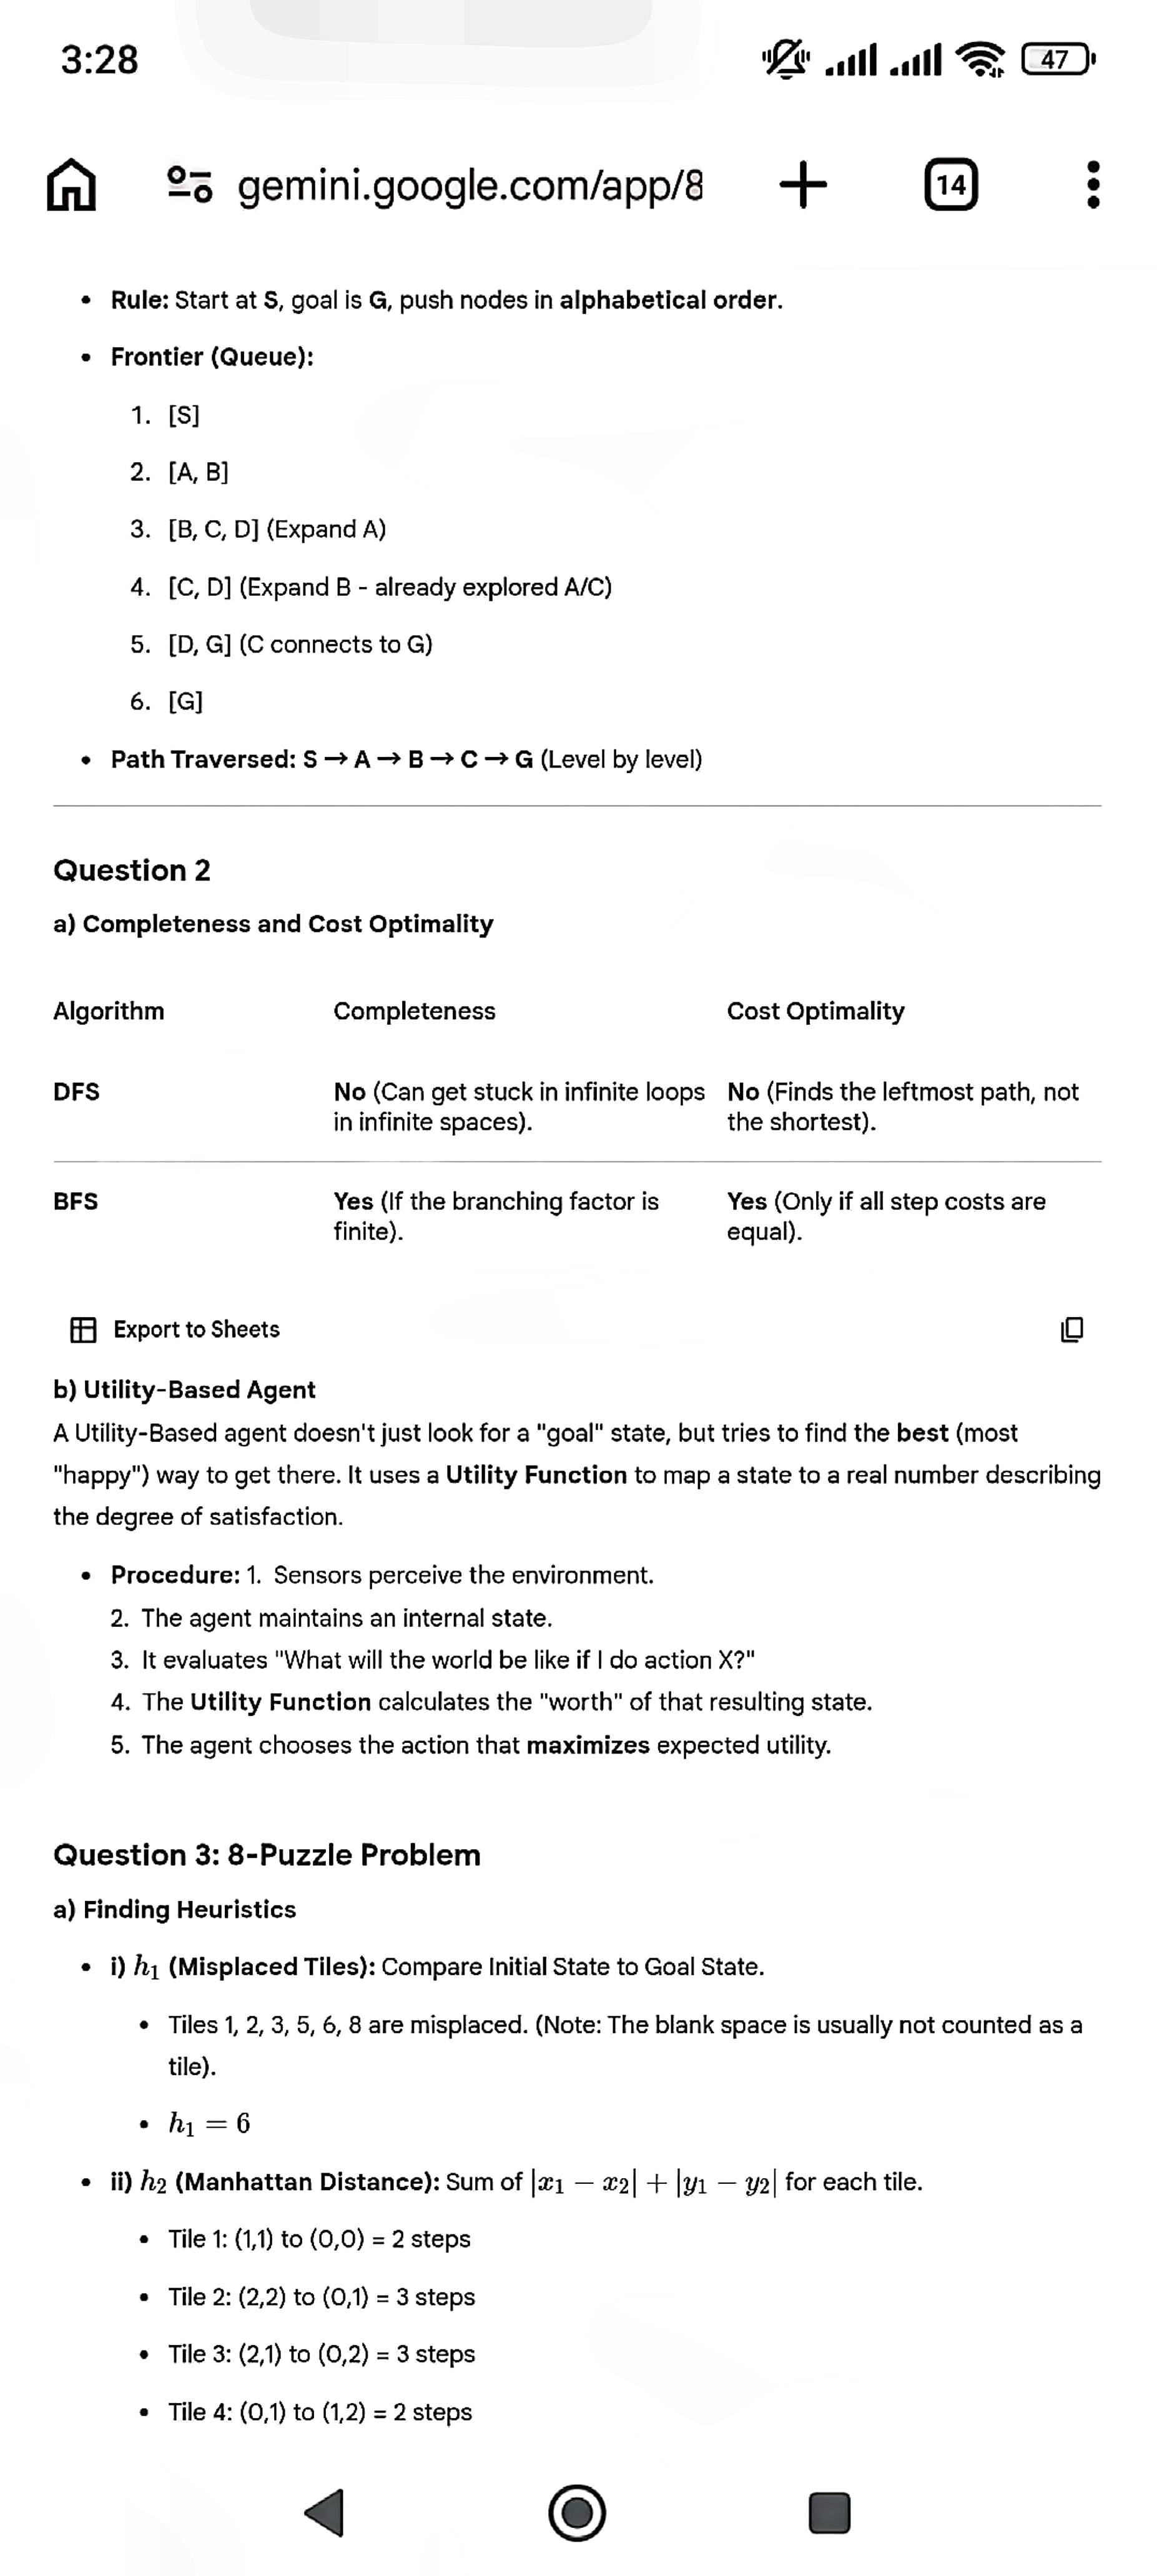 3:28
47
gemini.google.com/app/8
14
• Rule: Start at S, goal is G, push nodes in alphabetical order.
• Frontier (Queue):
1. [S]
2. [A, B]
3. [B, C, D] (Expand A)
4. [C, D] (Expand B - already explored A/C)
5. [D, G] (C connects to G)
6. [G]
• Path Traversed: S → A → B → C → G (Level by level)
Question 2
a) Completeness and Cost Optimality
Algorithm Completeness Cost Optimality
DFS No (Can get stuck in infinite loops No (Finds the leftmost path, not
in infinite spaces). the shortest).
BFS Yes (If the branching factor is Yes (Only if all step costs are
finite). equal).
Export to Sheets
b) Utility-Based Agent
A Utility-Based agent doesn't just look for a "goal" state, but tries to find the best (most
"happy") way to get there. It uses a Utility Function to map a state to a real number describing
the degree of satisfaction.
• Procedure: 1. Sensors perceive the environment.
2. The agent maintains an internal state.
3. It evaluates "What will the world be like if I do action X?"
4. The Utility Function calculates the "worth" of that resulting state.
5. The agent chooses the action that maximizes expected utility.
Question 3: 8-Puzzle Problem
a) Finding Heuristics
• i) h₁ (Misplaced Tiles): Compare Initial State to Goal State.
• Tiles 1, 2, 3, 5, 6, 8 are misplaced. (Note: The blank space is usually not counted as a
tile).
• h₁ = 6
• ii) h₂ (Manhattan Distance): Sum of |x₁ − x₂| + |y₁ − y₂| for each tile.
• Tile 1: (1,1) to (0,0) = 2 steps
• Tile 2: (2,2) to (0,1) = 3 steps
• Tile 3: (2,1) to (0,2) = 3 steps
• Tile 4: (0,1) to (1,2) = 2 steps